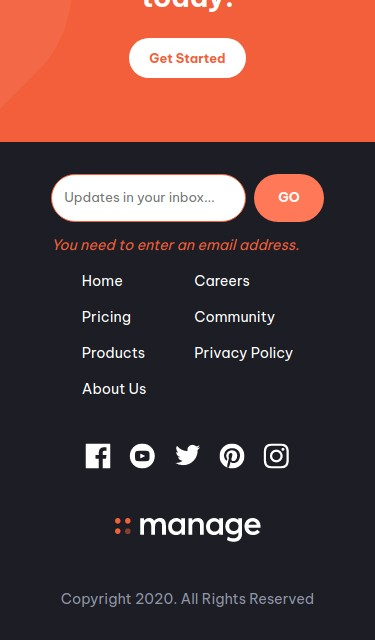 today.
Get Started
Updates in your inbox...
GO
You need to enter an email address.
Home
Careers
Pricing
Community
Products
Privacy Policy
About Us
manage
Copyright 2020. All Rights Reserved